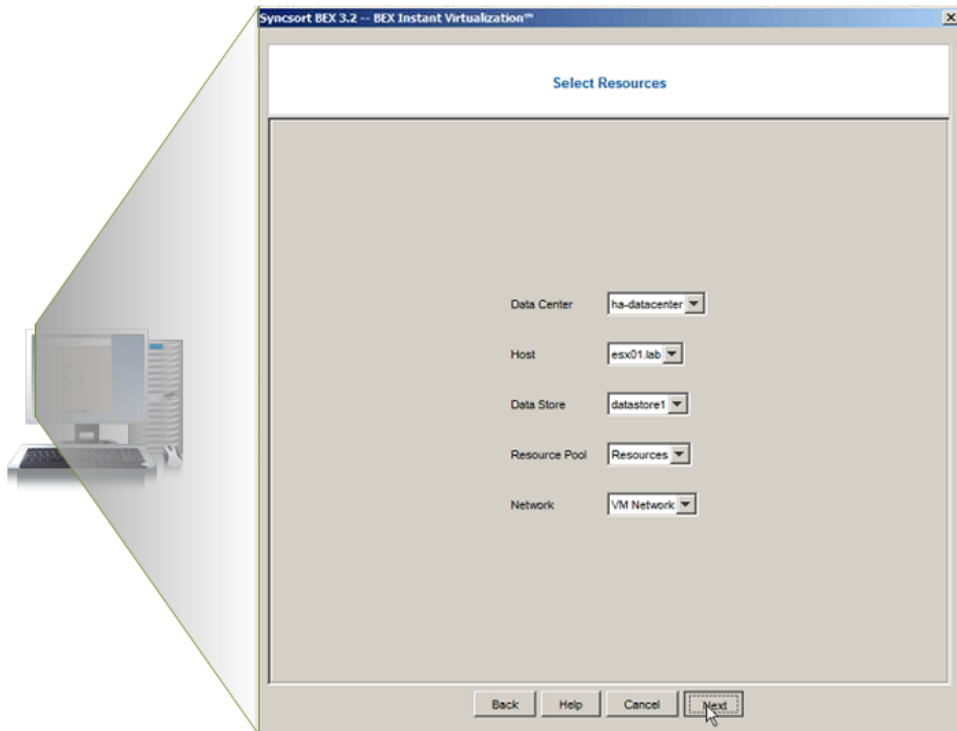 Syncsort BEX 3.2 -- BEX Instant Virtualization™
Select Resources
Data Center ha-datacenter
Host esx01.lab
Data Store datastore1
Resource Pool Resources
Network VM Network
Back Help Cancel Next